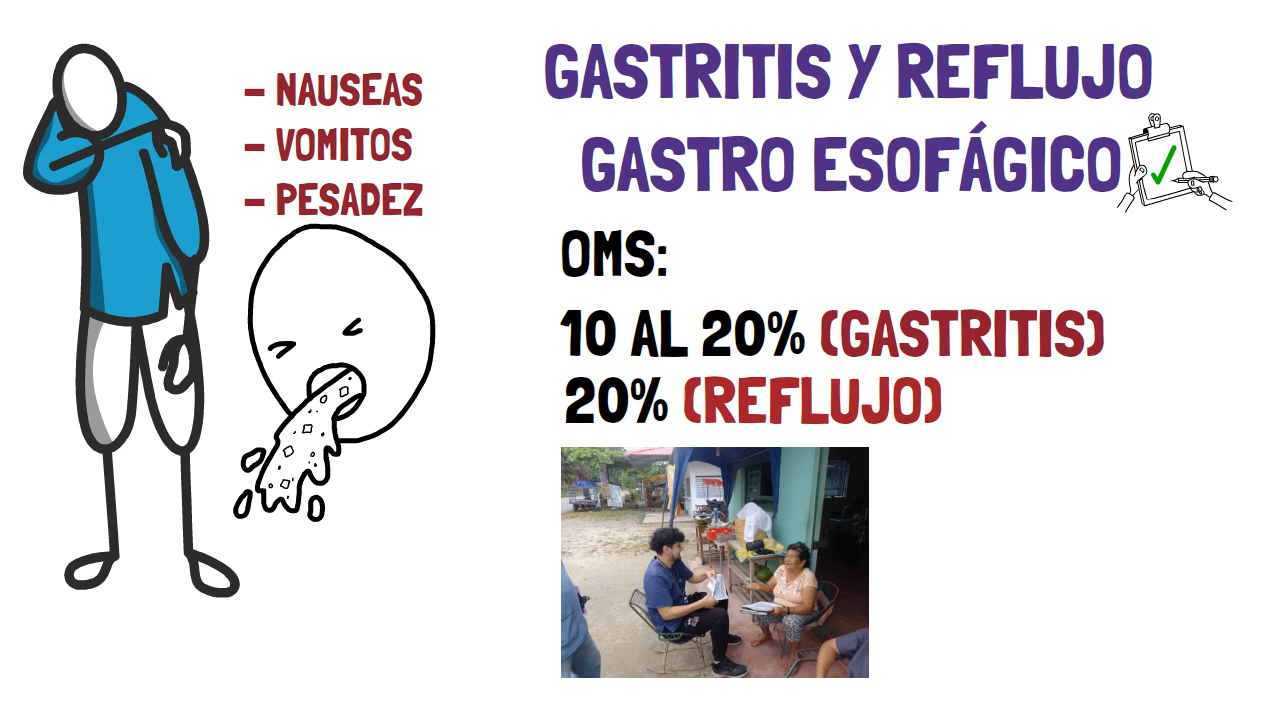 - NAUSEAS
- VOMITOS
- PESADEZ
GASTRITIS Y REFLUJO
GASTRO ESOFÁGICO
OMS:
10 AL 20% (GASTRITIS)
20% (REFLUJO)